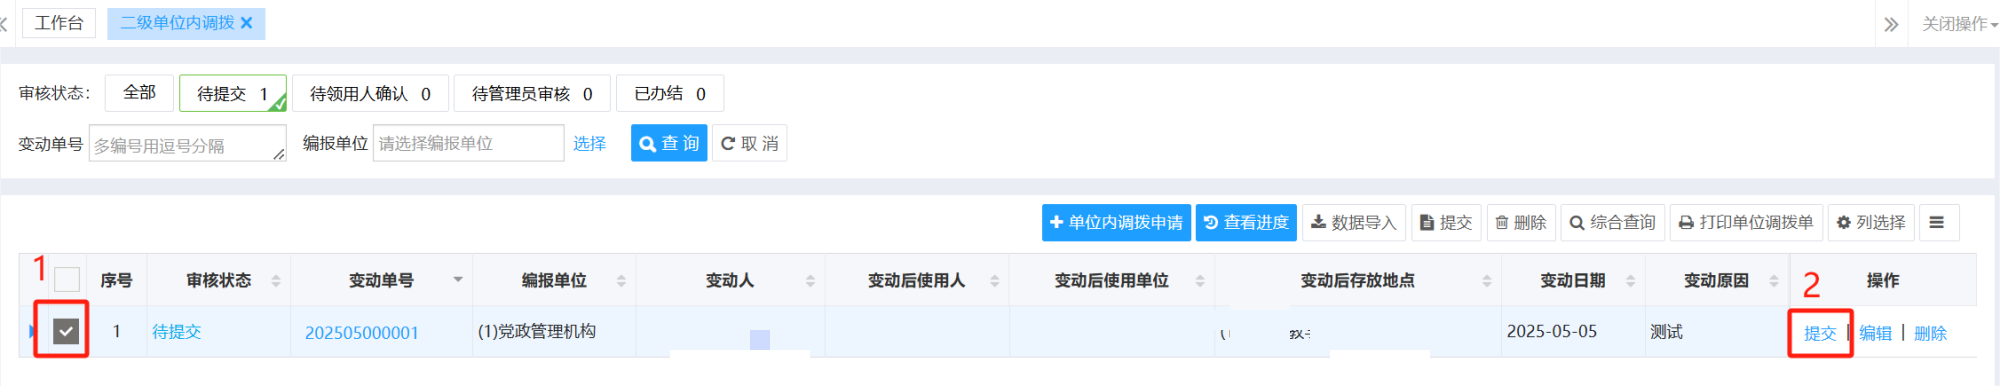 工作台 二级单位内调拨 关闭操作
审核状态： 全部 待提交 1 待领用人确认 0 待管理员审核 0 已办结 0
变动单号 多编号用逗号分隔 编报单位 请选择编报单位 选择 查 询 取 消
单位内调拨申请 查看进度 数据导入 提交 删除 综合查询 打印单位调拨单 列选择
1 序号 审核状态 变动单号 编报单位 变动人 变动后使用人 变动后使用单位 变动后存放地点 变动日期 变动原因 2 操作
1 待提交 202505000001 (1)党政管理机构 2025-05-05 测试 提交 | 编辑 | 删除